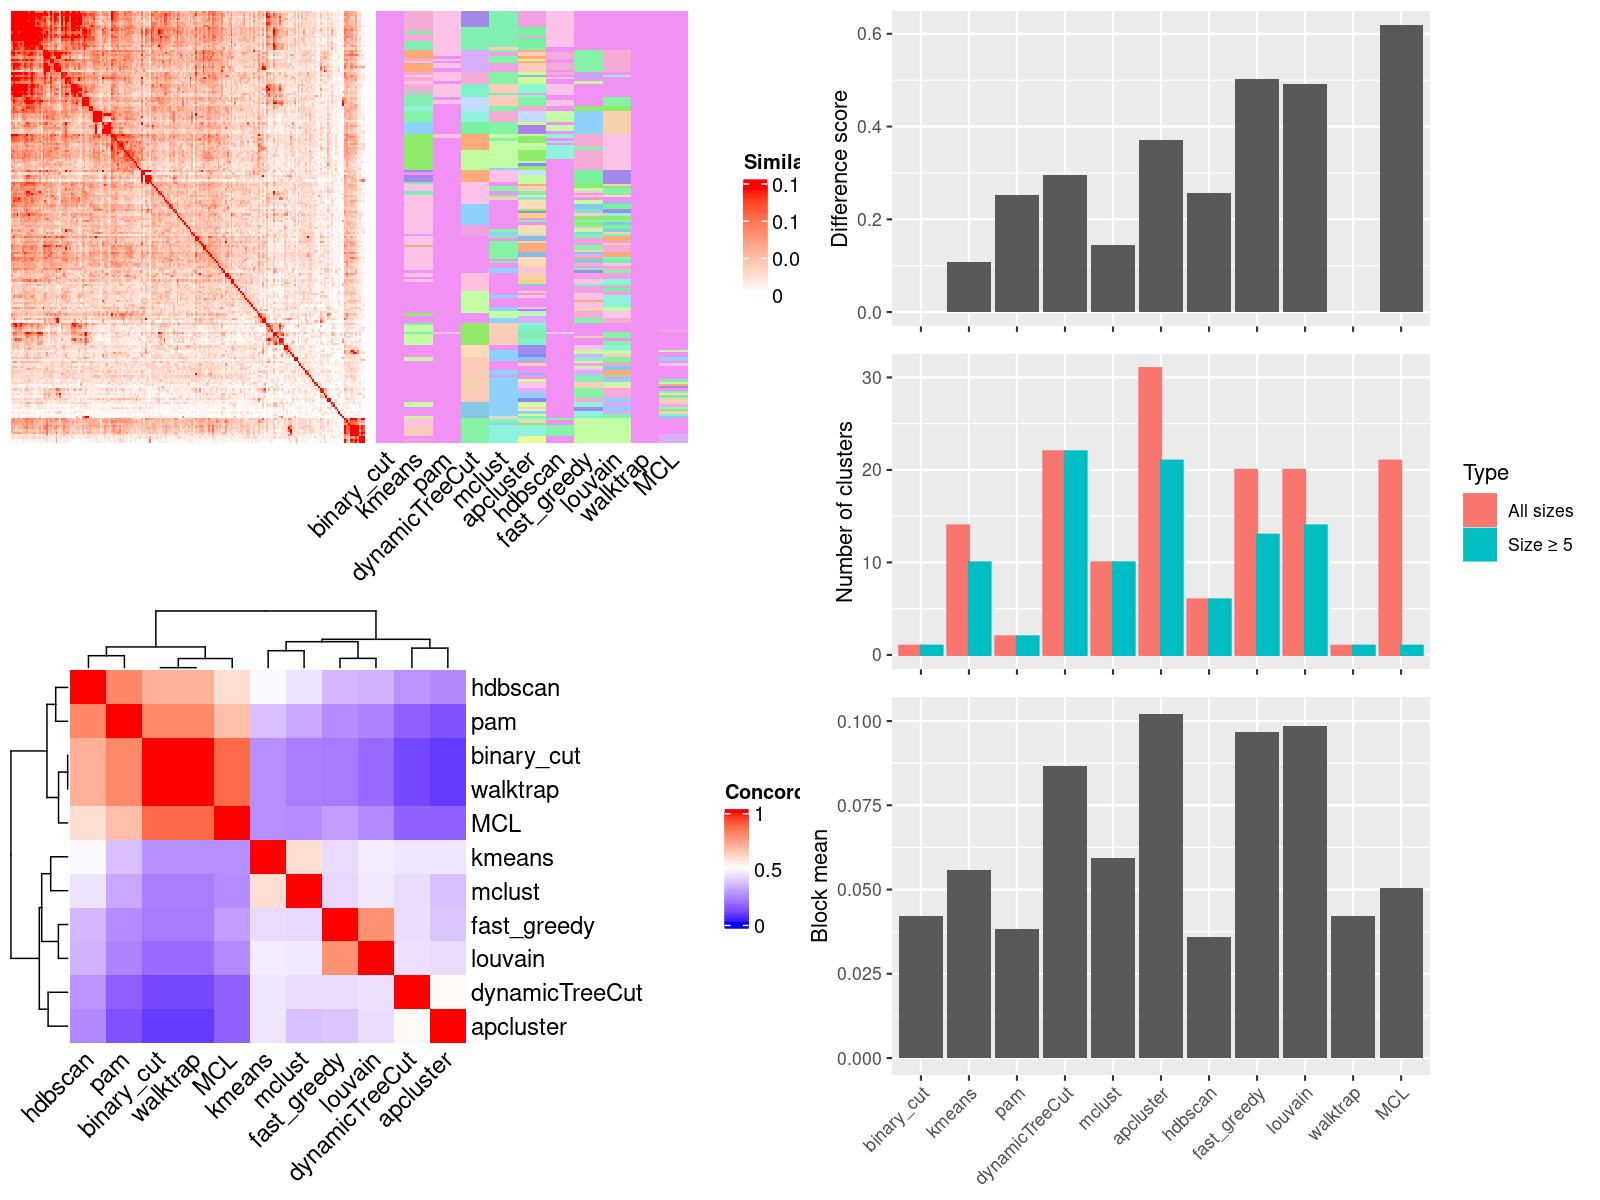 binary_cut
kmeans
pam
dynamicTreeCut
mclust
apcluster
hdbscan
fast_greedy
louvain
walktrap
MCL
Simila
0.1
0.1
0.0
0
hdbscan
pam
binary_cut
walktrap
MCL
kmeans
mclust
fast_greedy
louvain
dynamicTreeCut
apcluster
hdbscan
pam
binary_cut
walktrap
MCL
kmeans
mclust
fast_greedy
louvain
dynamicTreeCut
apcluster
Concord
1
0.5
0
Difference score
0.6
0.4
0.2
0.0
Number of clusters
30
20
10
0
Type
All sizes
Size ≥ 5
Block mean
0.100
0.075
0.050
0.025
0.000
binary_cut
kmeans
pam
dynamicTreeCut
mclust
apcluster
hdbscan
fast_greedy
louvain
walktrap
MCL